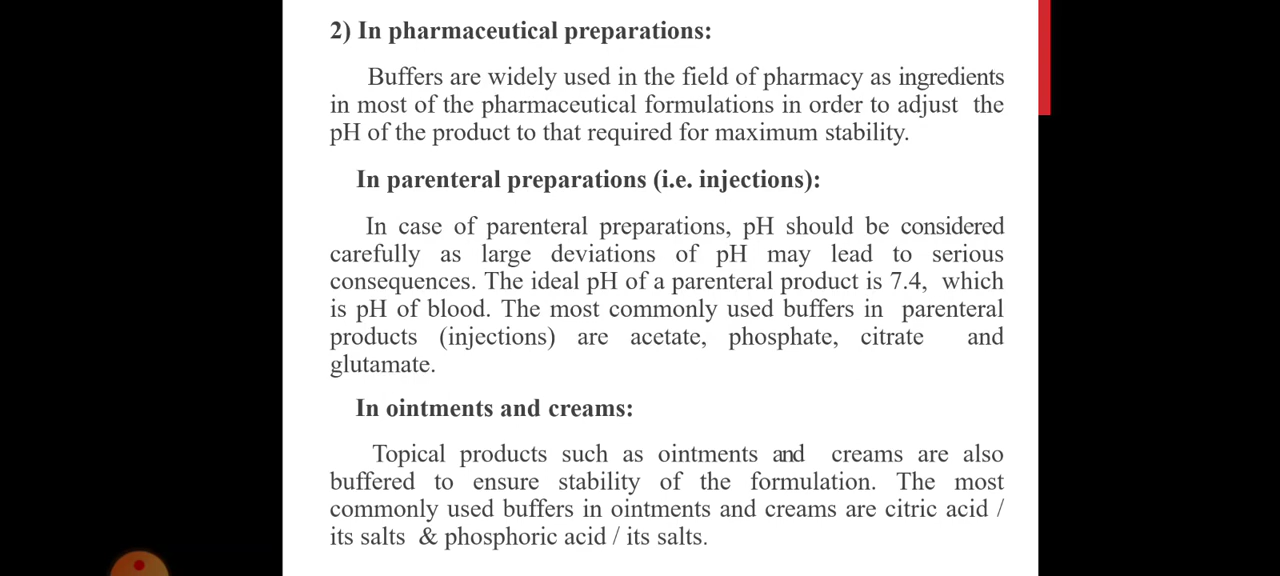 2) In pharmaceutical preparations:
Buffers are widely used in the field of pharmacy as ingredients
in most of the pharmaceutical formulations in order to adjust the
pH of the product to that required for maximum stability.
In parenteral preparations (i.e. injections):
In case of parenteral preparations, pH should be considered
carefully as large deviations of pH may lead to serious
consequences. The ideal pH of a parenteral product is 7.4, which
is pH of blood. The most commonly used buffers in parenteral
products (injections) are acetate, phosphate, citrate and
glutamate.
In ointments and creams:
Topical products such as ointments and creams are also
buffered to ensure stability of the formulation. The most
commonly used buffers in ointments and creams are citric acid /
its salts & phosphoric acid / its salts.